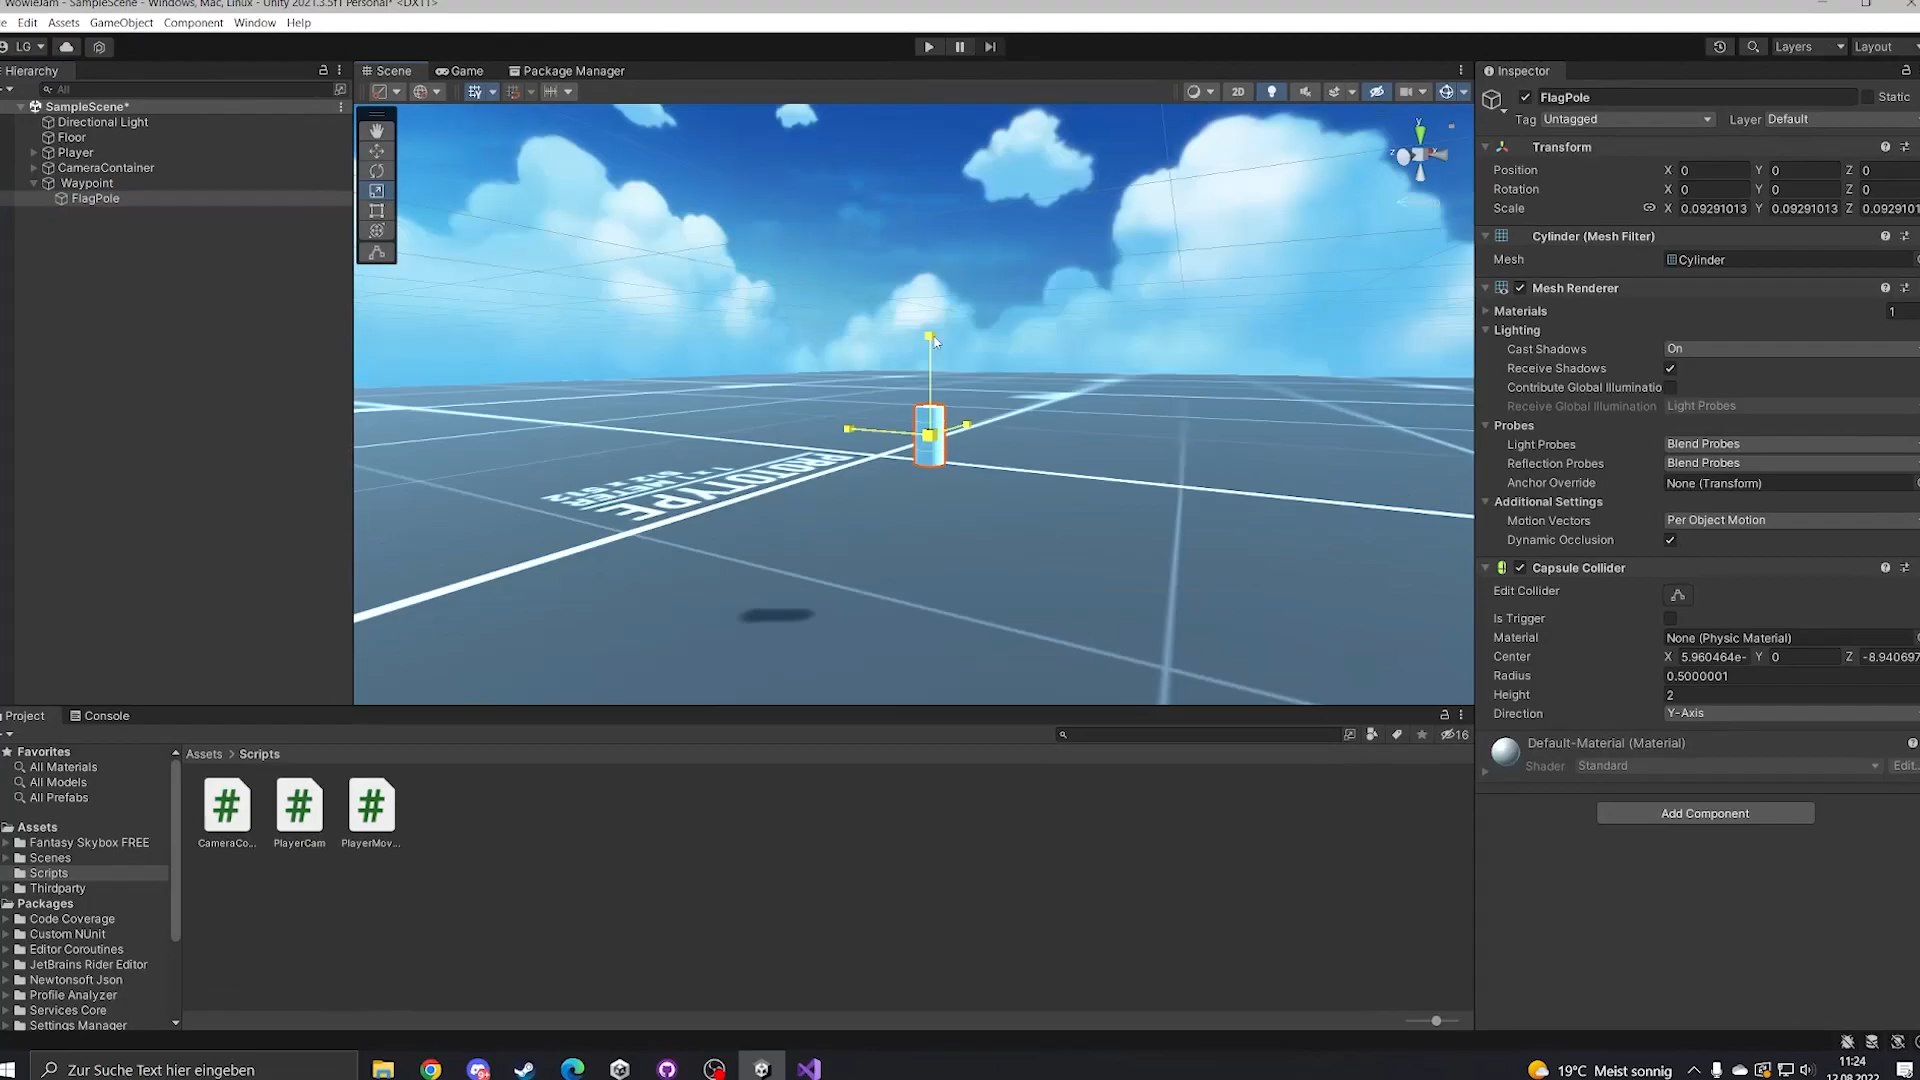 WowieJam - SampleScene - Windows, Mac, Linux - Unity 2021.3.5f1 Personal* <DX11>
Edit Assets GameObject Component Window Help
LG
Layers Layout
Hierarchy
Scene Game Package Manager
Inspector
All
2D
SampleScene*
Directional Light
Floor
Player
CameraContainer
Waypoint
FlagPole
PROTOTYPE
y
z
FlagPole Static
Tag Untagged Layer Default
Transform
Position X 0 Y 0 Z 0
Rotation X 0 Y 0 Z 0
Scale X 0.09291013 Y 0.09291013 Z 0.0929101
Cylinder (Mesh Filter)
Mesh Cylinder
Mesh Renderer
Materials 1
Lighting
Cast Shadows On
Receive Shadows
Contribute Global Illuminatio
Receive Global Illumination Light Probes
Probes
Light Probes Blend Probes
Reflection Probes Blend Probes
Anchor Override None (Transform)
Additional Settings
Motion Vectors Per Object Motion
Dynamic Occlusion
Capsule Collider
Edit Collider
Is Trigger
Material None (Physic Material)
Center X 5.960464e- Y 0 Z -8.940697
Radius 0.5000001
Height 2
Direction Y-Axis
Default-Material (Material)
Shader Standard Edit...
Add Component
Project Console
16
Favorites
All Materials
All Models
All Prefabs
Assets
Fantasy Skybox FREE
Scenes
Scripts
Thirdparty
Packages
Code Coverage
Custom NUnit
Editor Coroutines
JetBrains Rider Editor
Newtonsoft Json
Profile Analyzer
Services Core
Settings Manager
Assets > Scripts
CameraCo...
PlayerCam
PlayerMov...
Zur Suche Text hier eingeben
19°C Meist sonnig
11:24
12.08.2022